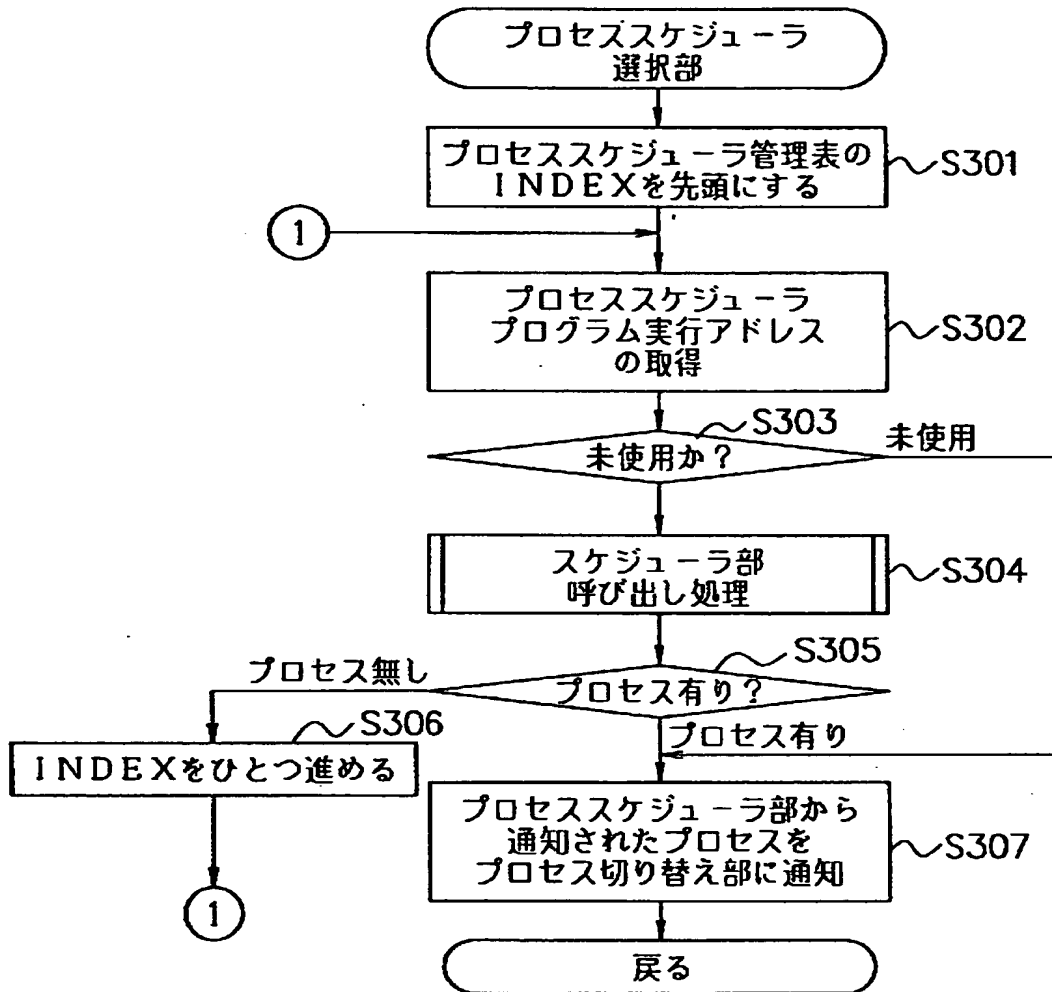 プロセススケジューラ
選択部
プロセススケジューラ管理表の
INDEXを先頭にする
S301
1
プロセススケジューラ
プログラム実行アドレス
の取得
S302
S303
未使用か?
未使用
スケジューラ部
呼び出し処理
S304
S305
プロセス無し
プロセス有り?
S306
プロセス有り
INDEXをひとつ進める
プロセススケジューラ部から
通知されたプロセスを
プロセス切り替え部に通知
S307
1
戻る